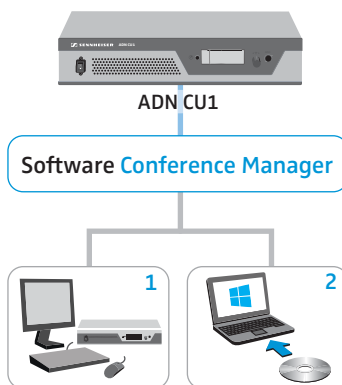 SENNHEISER ADN CU1
ADN CU1
Software Conference Manager
1
2